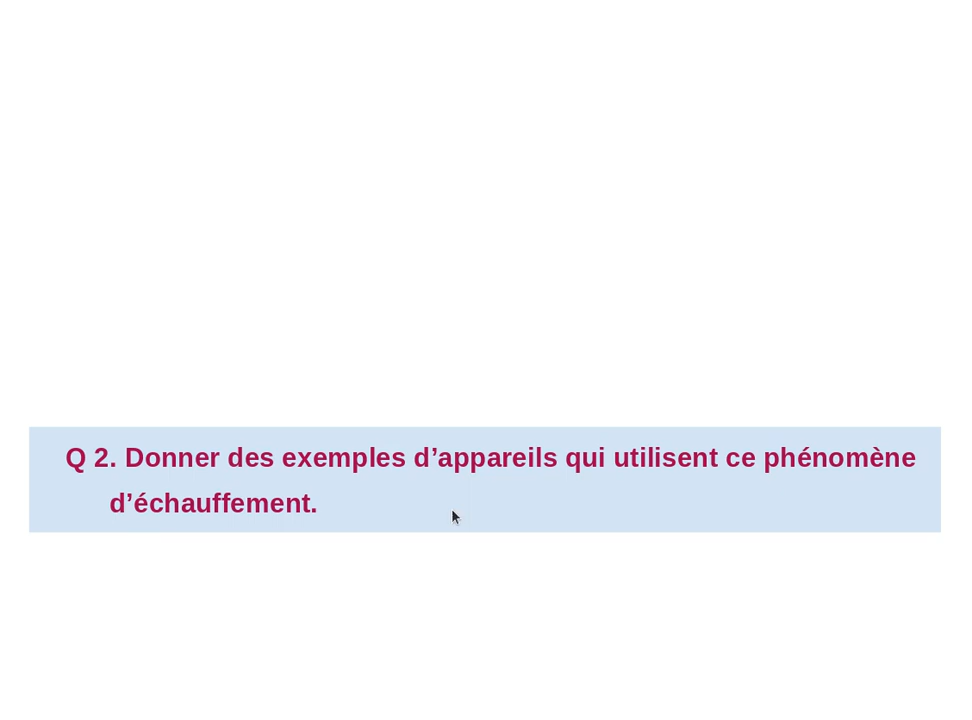 Q 2. Donner des exemples d’appareils qui utilisent ce phénomène
d’échauffement.